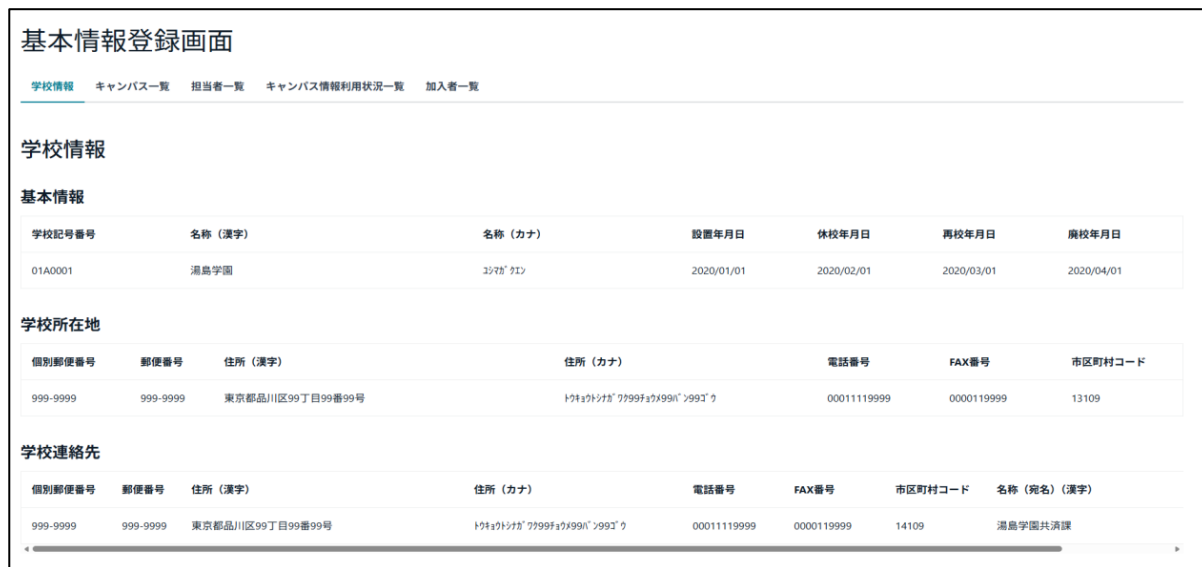 基本情報登録画面
学校情報 キャンパス一覧 担当者一覧 キャンパス情報利用状況一覧 加入者一覧
学校情報
基本情報
学校記号番号 名称（漢字） 名称（カナ） 設置年月日 休校年月日 再校年月日 廃校年月日
01A0001 湯島学園 ﾕｼﾏｶﾞｸｴﾝ 2020/01/01 2020/02/01 2020/03/01 2020/04/01
学校所在地
個別郵便番号 郵便番号 住所（漢字） 住所（カナ） 電話番号 FAX番号 市区町村コード
999-9999 999-9999 東京都品川区99丁目99番99号 ﾄｳｷｮｳﾄｼﾅｶﾞﾜｸ99ﾁｮｳﾒ99ﾊﾞﾝ99ｺﾞｳ 00011119999 0000119999 13109
学校連絡先
個別郵便番号 郵便番号 住所（漢字） 住所（カナ） 電話番号 FAX番号 市区町村コード 名称（宛名）（漢字）
999-9999 999-9999 東京都品川区99丁目99番99号 ﾄｳｷｮｳﾄｼﾅｶﾞﾜｸ99ﾁｮｳﾒ99ﾊﾞﾝ99ｺﾞｳ 00011119999 0000119999 14109 湯島学園共済課